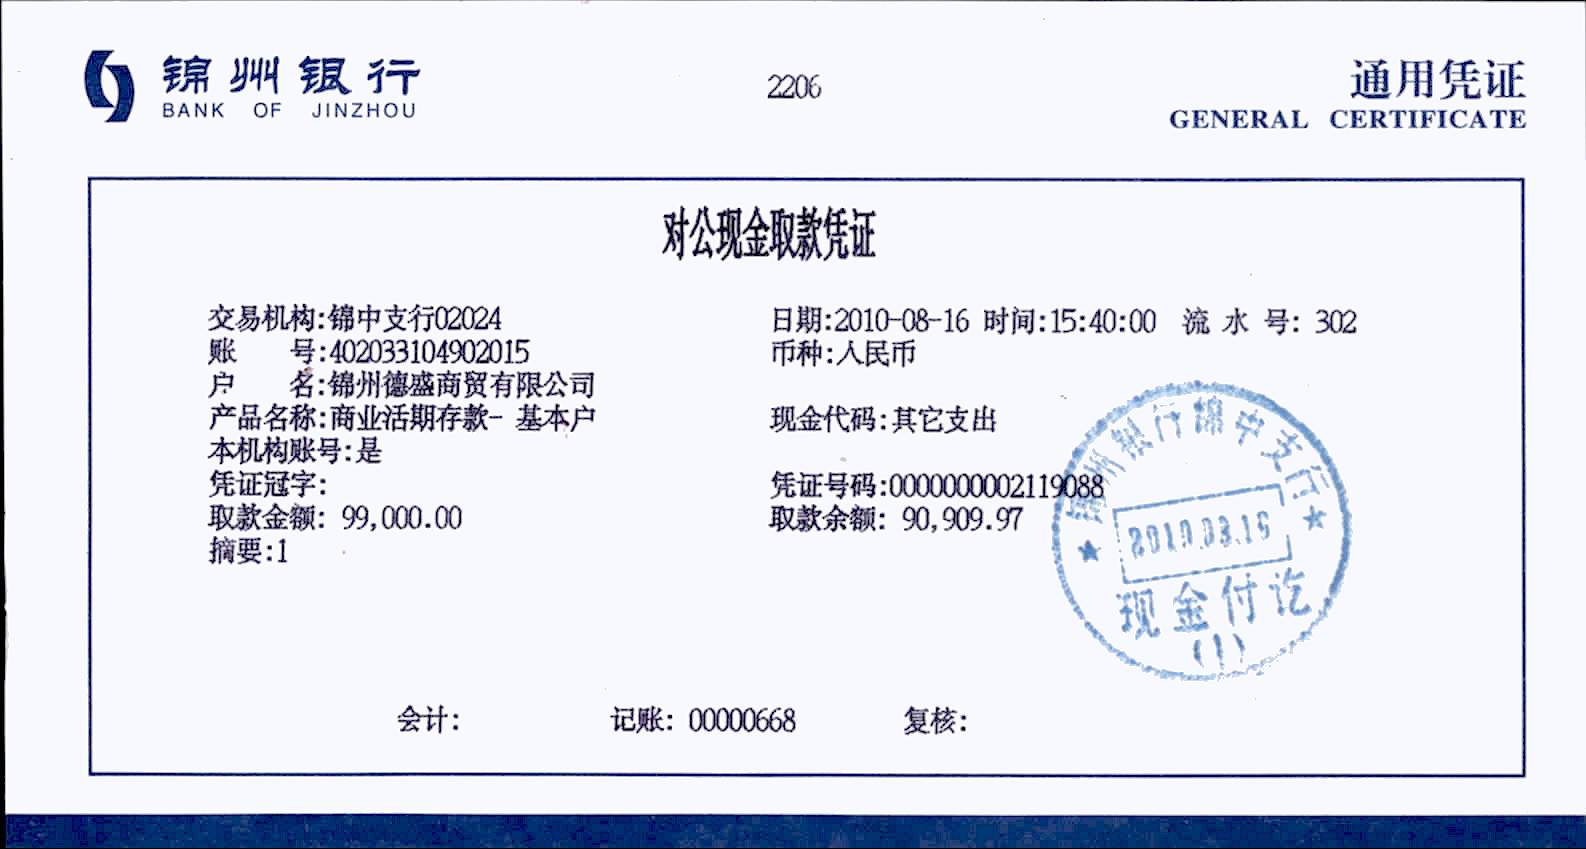 锦州银行
BANK OF JINZHOU
2206
通用凭证
GENERAL CERTIFICATE
对公现金取款凭证
交易机构:锦中支行02024
日期:2010-08-16 时间:15:40:00 流水号: 302
账 号:402033104902015
币种:人民币
户 名:锦州德盛商贸有限公司
产品名称:商业活期存款- 基本户
现金代码:其它支出
本机构账号:是
凭证冠字:
凭证号码:0000000002119088
取款金额: 99,000.00
取款余额: 90,909.97
摘要:1
锦州银行锦中支行
2010.08.16
现金付讫
(1)
会计:
记账: 00000668
复核: